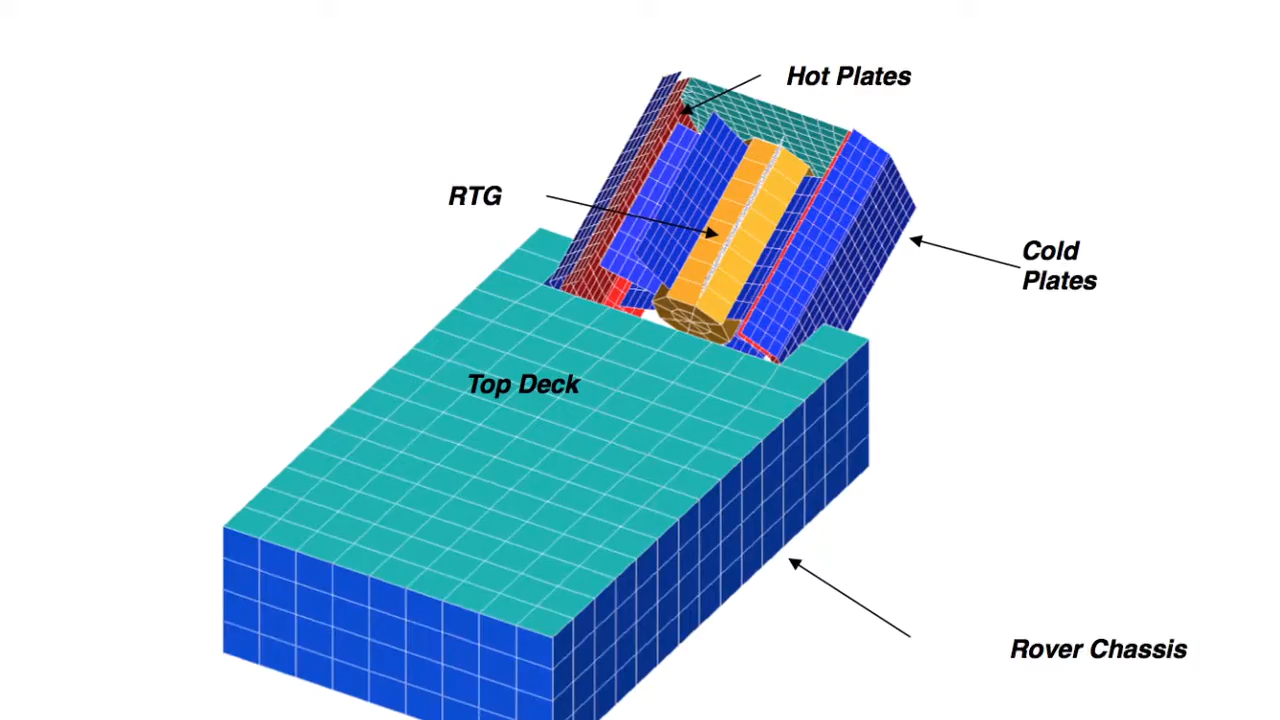 Hot Plates
RTG
Cold
Plates
Top Deck
Rover Chassis